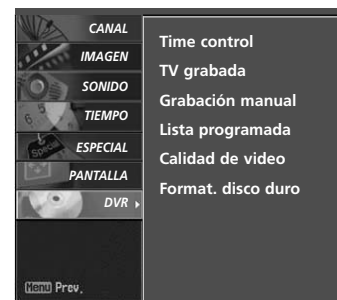 CANAL
IMAGEN
SONIDO
TIEMPO
ESPECIAL
PANTALLA
DVR
Menu Prev.
Time control
TV grabada
Grabación manual
Lista programada
Calidad de video
Format. disco duro